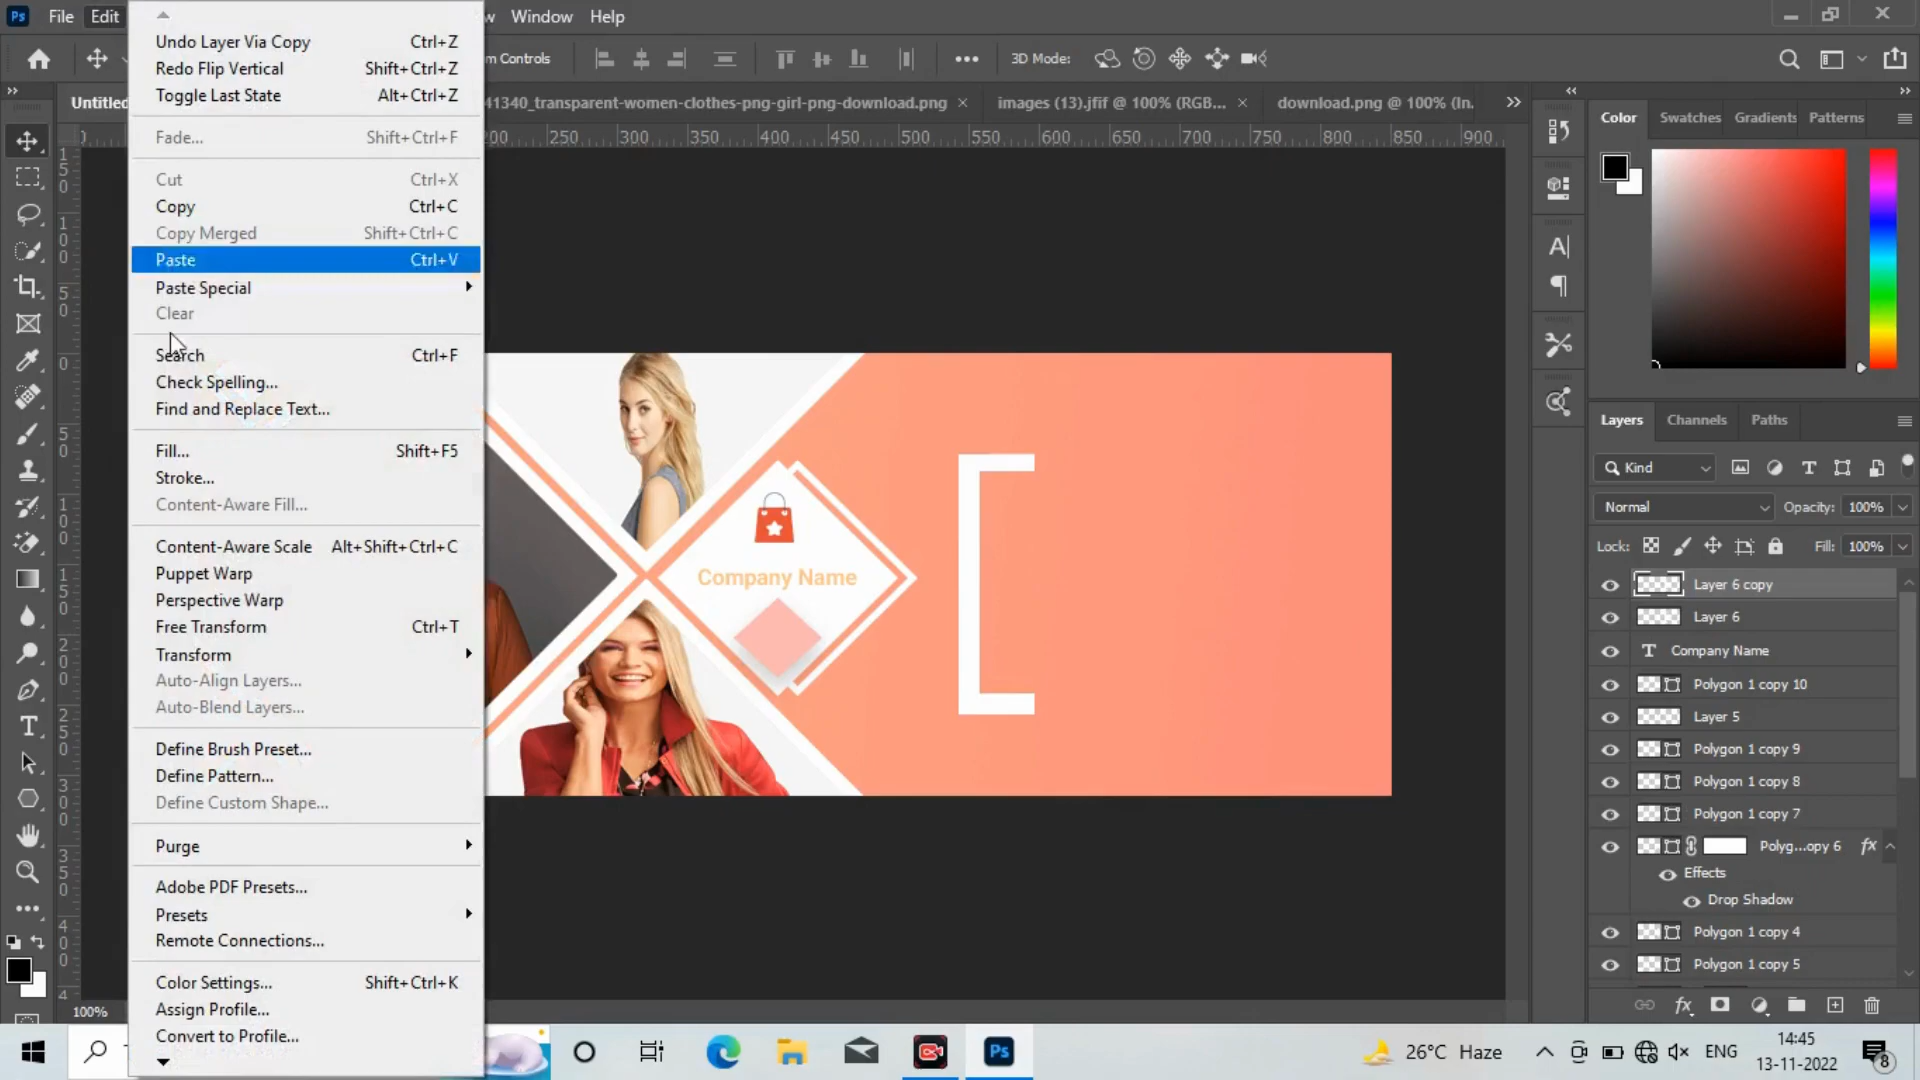 Ps File Edit w Window Help
m Controls 3D Mode:
Untitled 41340_transparent-women-clothes-png-girl-png-download.png × images (13).jfif @ 100% (RGB... × download.png @ 100% (In. »
0 200 250 300 350 400 450 500 550 600 650 700 750 800 850 900
Undo Layer Via Copy Ctrl+Z
Redo Flip Vertical Shift+Ctrl+Z
Toggle Last State Alt+Ctrl+Z
Fade... Shift+Ctrl+F
Cut Ctrl+X
Copy Ctrl+C
Copy Merged Shift+Ctrl+C
Paste Ctrl+V
Paste Special
Clear
Search Ctrl+F
Check Spelling...
Find and Replace Text...
Fill... Shift+F5
Stroke...
Content-Aware Fill...
Content-Aware Scale Alt+Shift+Ctrl+C
Puppet Warp
Perspective Warp
Free Transform Ctrl+T
Transform
Auto-Align Layers...
Auto-Blend Layers...
Define Brush Preset...
Define Pattern...
Define Custom Shape...
Purge
Adobe PDF Presets...
Presets
Remote Connections...
Color Settings... Shift+Ctrl+K
Assign Profile...
Convert to Profile...
100%
Company Name
Color Swatches Gradients Patterns
Layers Channels Paths
Kind
Normal Opacity: 100%
Lock: Fill: 100%
Layer 6 copy
Layer 6
T Company Name
Polygon 1 copy 10
Layer 5
Polygon 1 copy 9
Polygon 1 copy 8
Polygon 1 copy 7
Polyg...opy 6 fx
Effects
Drop Shadow
Polygon 1 copy 4
Polygon 1 copy 5
fx
T
Ps
26°C Haze
ENG
14:45
13-11-2022
8